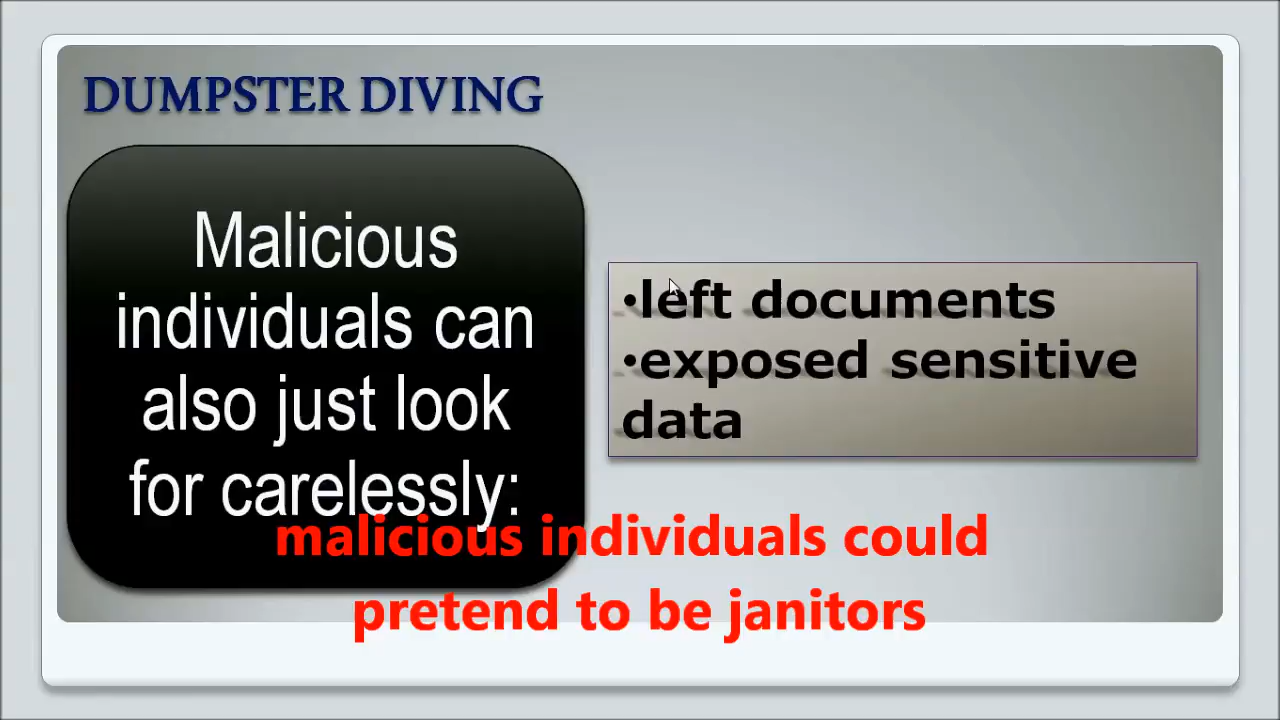 DUMPSTER DIVING
Malicious
individuals can
also just look
for carelessly:
•left documents
•exposed sensitive
data
malicious individuals could
pretend to be janitors